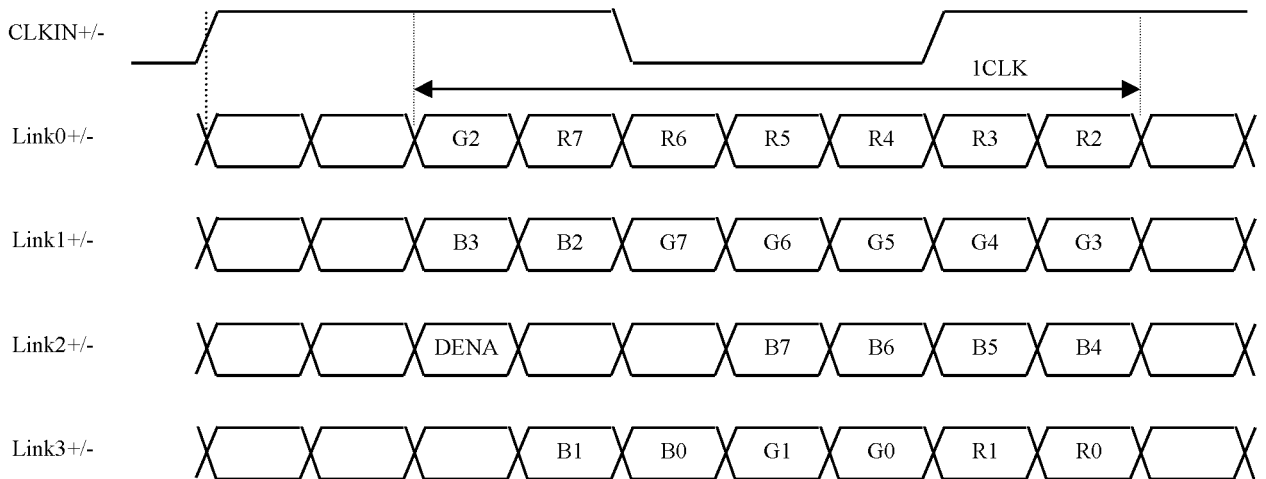 CLKIN+/-
1CLK
Link0+/- G2 R7 R6 R5 R4 R3 R2
Link1+/- B3 B2 G7 G6 G5 G4 G3
Link2+/- DENA B7 B6 B5 B4
Link3+/- B1 B0 G1 G0 R1 R0